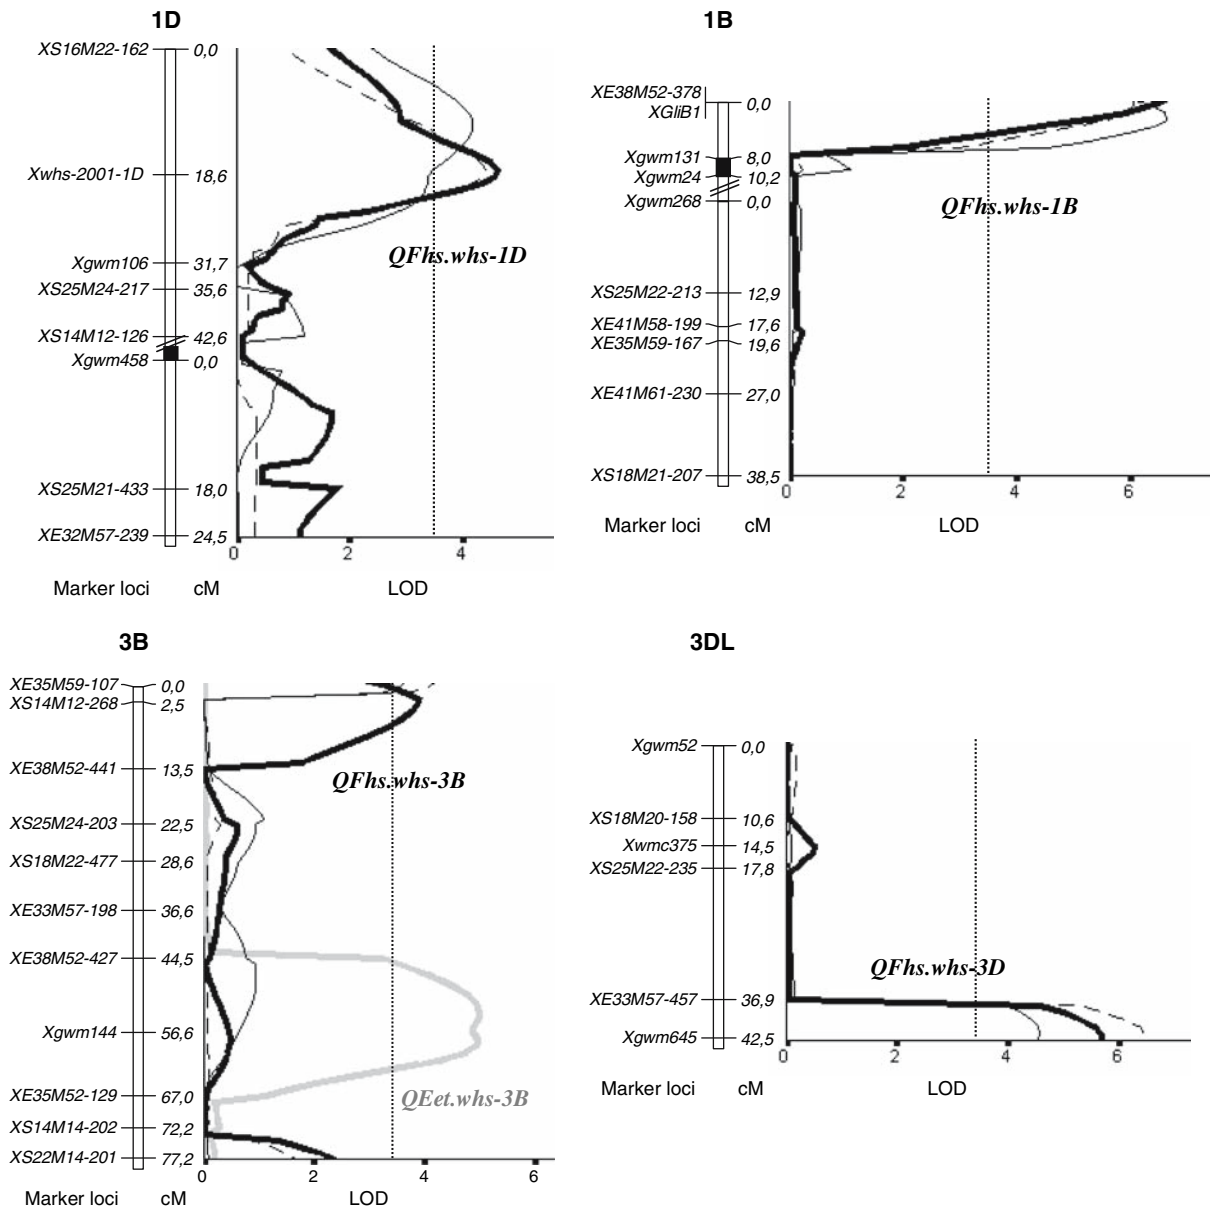 1D
XS16M22-162 0,0
Xwhs-2001-1D 18,6
Xgwm106 31,7
XS25M24-217 35,6
XS14M12-126 42,6
Xgwm458 0,0
XS25M21-433 18,0
XE32M57-239 24,5
QFhs.whs-1D
0 2 4
Marker loci cM LOD
1B
XE38M52-378
XGliB1 0,0
Xgwm131 8,0
Xgwm24 10,2
Xgwm268 0,0
QFhs.whs-1B
XS25M22-213 12,9
XE41M58-199 17,6
XE35M59-167 19,6
XE41M61-230 27,0
XS18M21-207 38,5
0 2 4 6
Marker loci cM LOD
3B
XE35M59-107 0,0
XS14M12-268 2,5
XE38M52-441 13,5
QFhs.whs-3B
XS25M24-203 22,5
XS18M22-477 28,6
XE33M57-198 36,6
XE38M52-427 44,5
Xgwm144 56,6
XE35M52-129 67,0
QEet.whs-3B
XS14M14-202 72,2
XS22M14-201 77,2
0 2 4 6
Marker loci cM LOD
3DL
Xgwm52 0,0
XS18M20-158 10,6
Xwmc375 14,5
XS25M22-235 17,8
QFhs.whs-3D
XE33M57-457 36,9
Xgwm645 42,5
0 2 4 6
Marker loci cM LOD